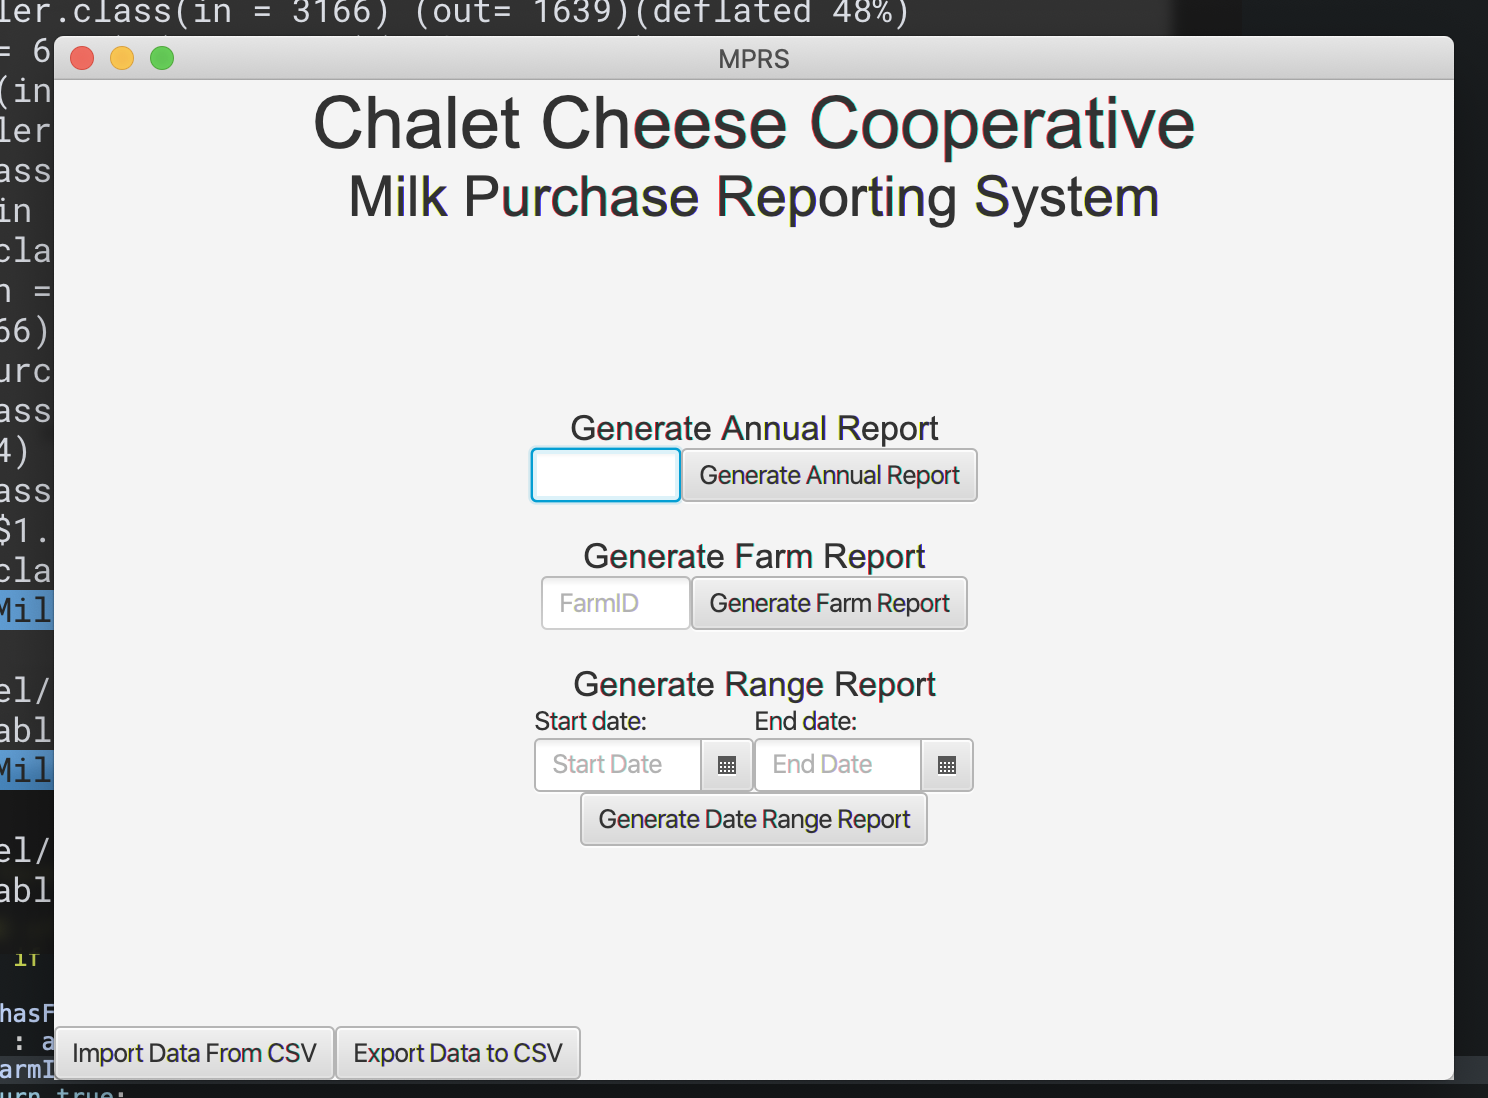 ler.class(in = 3166) (out= 1639)(deflated 48%)
= 6
MPRS
(in
Chalet Cheese Cooperative
ler
ass
Milk Purchase Reporting System
in
cla
n =
66)
urc
ass
Generate Annual Report
4)
Generate Annual Report
ass
$1.
Generate Farm Report
cla
FarmID Generate Farm Report
Mil
Generate Range Report
el/
Start date: End date:
abl
Start Date End Date
Mil
Generate Date Range Report
el/
abl
if
hasF
: a
Import Data From CSV Export Data to CSV
armI
urn true;